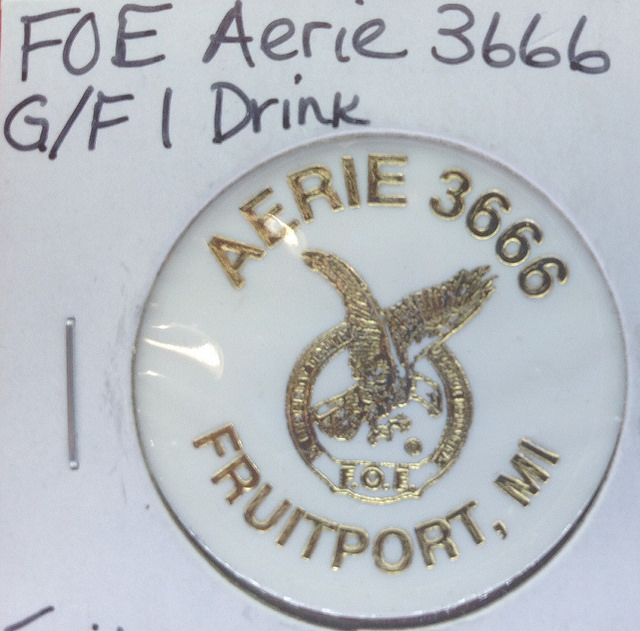 FOE Aerie 3666
G/F 1 Drink
AERIE 3666
F.O.E.
FRUITPORT, MI